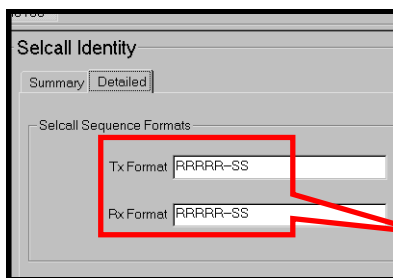 Selcall Identity
Summary Detailed
Selcall Sequence Formats
Tx Format RRRRR-SS
Rx Format RRRRR-SS